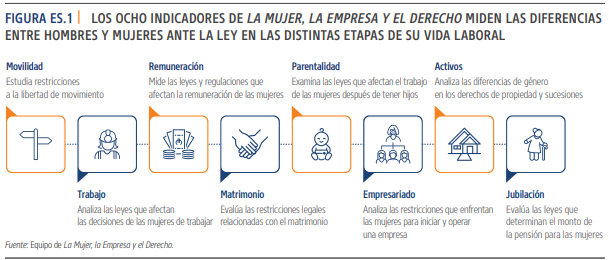 FIGURA ES.1 | LOS OCHO INDICADORES DE LA MUJER, LA EMPRESA Y EL DERECHO MIDEN LAS DIFERENCIAS
ENTRE HOMBRES Y MUJERES ANTE LA LEY EN LAS DISTINTAS ETAPAS DE SU VIDA LABORAL
Movilidad
Estudia restricciones
a la libertad de movimiento
Remuneración
Mide las leyes y regulaciones que
afectan la remuneración de las mujeres
Parentalidad
Examina las leyes que afectan el trabajo
de las mujeres después de tener hijos
Activos
Analiza las diferencias de género
en los derechos de propiedad y sucesiones
Trabajo
Analiza las leyes que afectan
las decisiones de las mujeres de trabajar
Matrimonio
Evalúa las restricciones legales
relacionadas con el matrimonio
Empresariado
Analiza las restricciones que enfrentan
las mujeres para iniciar y operar
una empresa
Jubilación
Evalúa las leyes que
determinan el monto de
la pensión para las mujeres
Fuente: Equipo de La Mujer, la Empresa y el Derecho.